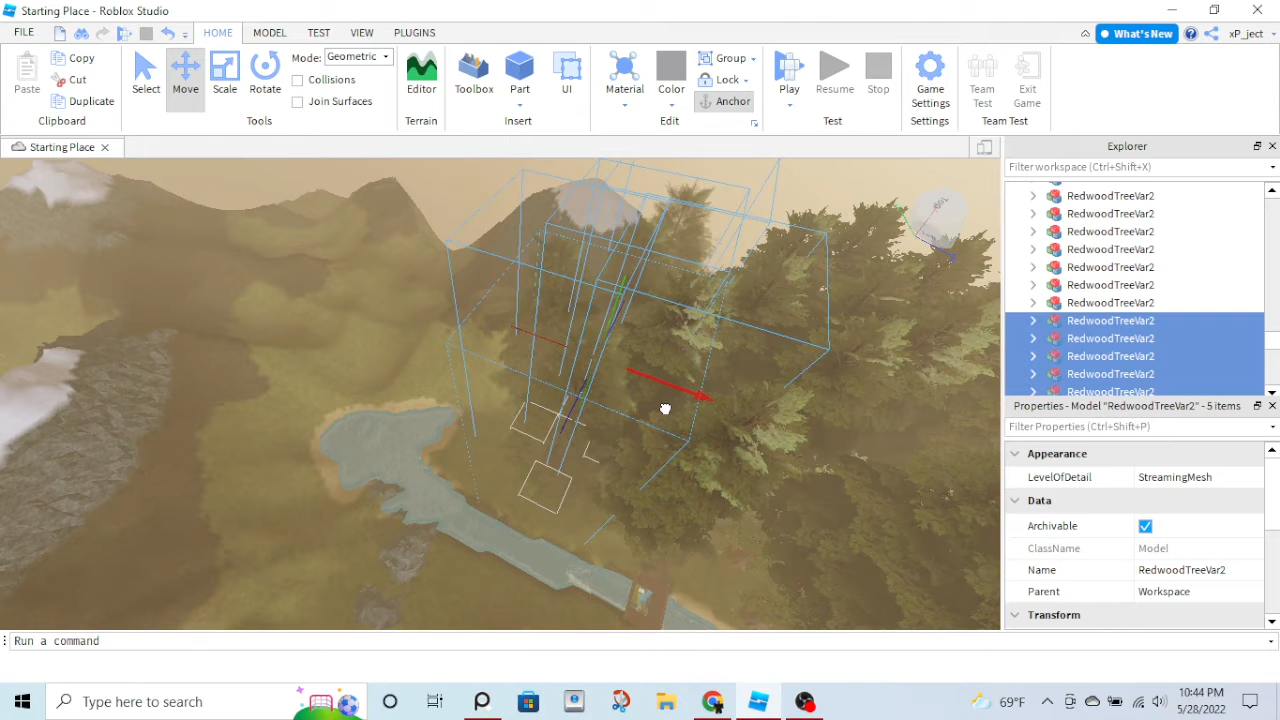 Starting Place - Roblox Studio
FILE
HOME
MODEL
TEST
VIEW
PLUGINS
What's New
xP_ject
Paste
Copy
Cut
Duplicate
Clipboard
Select
Move
Scale
Rotate
Mode: Geometric
Collisions
Join Surfaces
Tools
Editor
Terrain
Toolbox
Part
UI
Insert
Material
Color
Group
Lock
Anchor
Edit
Play
Resume
Stop
Test
Game
Settings
Settings
Team
Test
Exit
Game
Team Test
Starting Place
Explorer
Filter workspace (Ctrl+Shift+X)
RedwoodTreeVar2
RedwoodTreeVar2
RedwoodTreeVar2
RedwoodTreeVar2
RedwoodTreeVar2
RedwoodTreeVar2
RedwoodTreeVar2
RedwoodTreeVar2
RedwoodTreeVar2
RedwoodTreeVar2
RedwoodTreeVar2
RedwoodTreeVar2
Properties - Model "RedwoodTreeVar2" - 5 items
Filter Properties (Ctrl+Shift+P)
Appearance
LevelOfDetail StreamingMesh
Data
Archivable
ClassName Model
Name RedwoodTreeVar2
Parent Workspace
Transform
Run a command
Type here to search
69°F
10:44 PM
5/28/2022